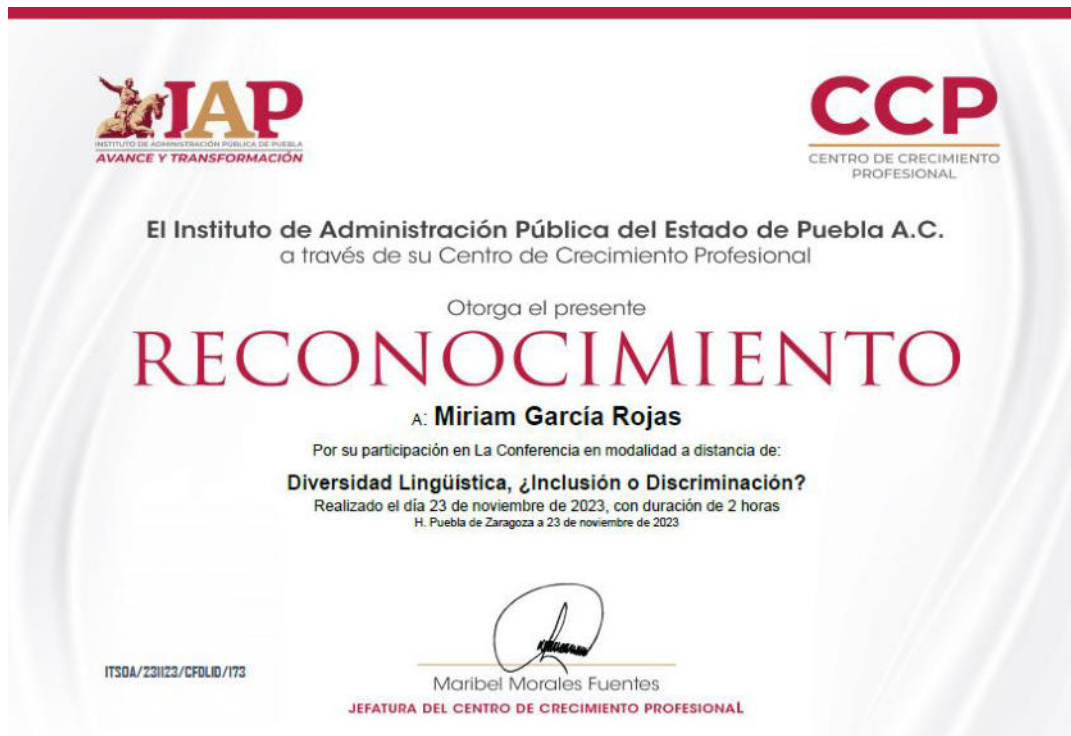 IAP
INSTITUTO DE ADMINISTRACIÓN PÚBLICA DE PUEBLA
AVANCE Y TRANSFORMACIÓN
CCP
CENTRO DE CRECIMIENTO
PROFESIONAL
El Instituto de Administración Pública del Estado de Puebla A.C.
a través de su Centro de Crecimiento Profesional
Otorga el presente
RECONOCIMIENTO
A: Miriam García Rojas
Por su participación en La Conferencia en modalidad a distancia de:
Diversidad Lingüística, ¿Inclusión o Discriminación?
Realizado el día 23 de noviembre de 2023, con duración de 2 horas
H. Puebla de Zaragoza a 23 de noviembre de 2023
ITSOA/231123/CFDLID/173
Maribel Morales Fuentes
JEFATURA DEL CENTRO DE CRECIMIENTO PROFESIONAL